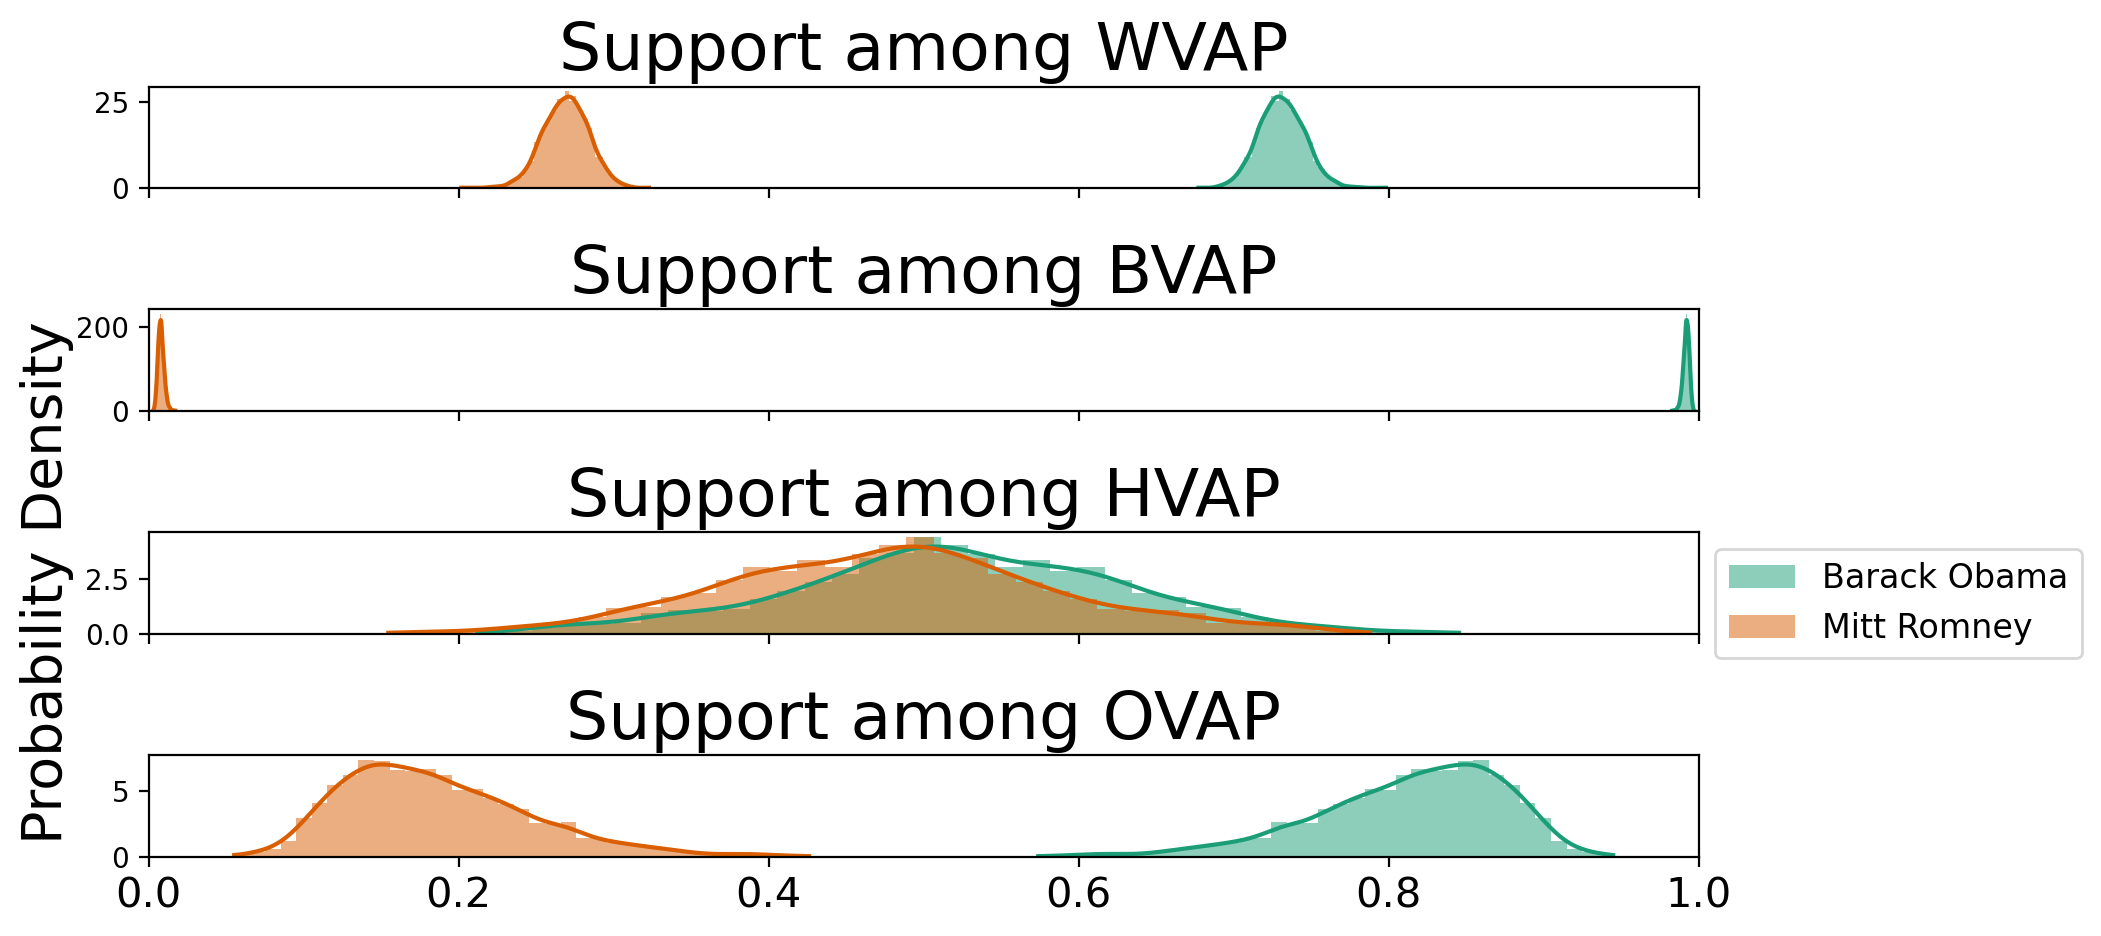 Support among WVAP
25
0
Support among BVAP
200
0
Support among HVAP
2.5
0.0
Support among OVAP
5
0
0.0 0.2 0.4 0.6 0.8 1.0
Probability Density
Barack Obama
Mitt Romney